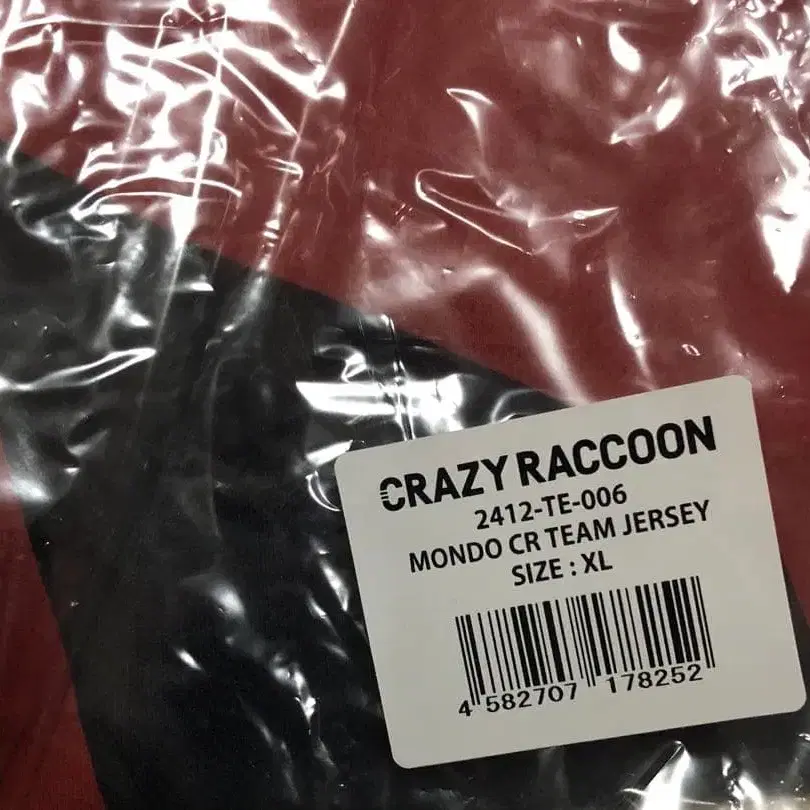 CRAZY RACCOON
2412-TE-006
MONDO CR TEAM JERSEY
SIZE : XL
4 582707 178252